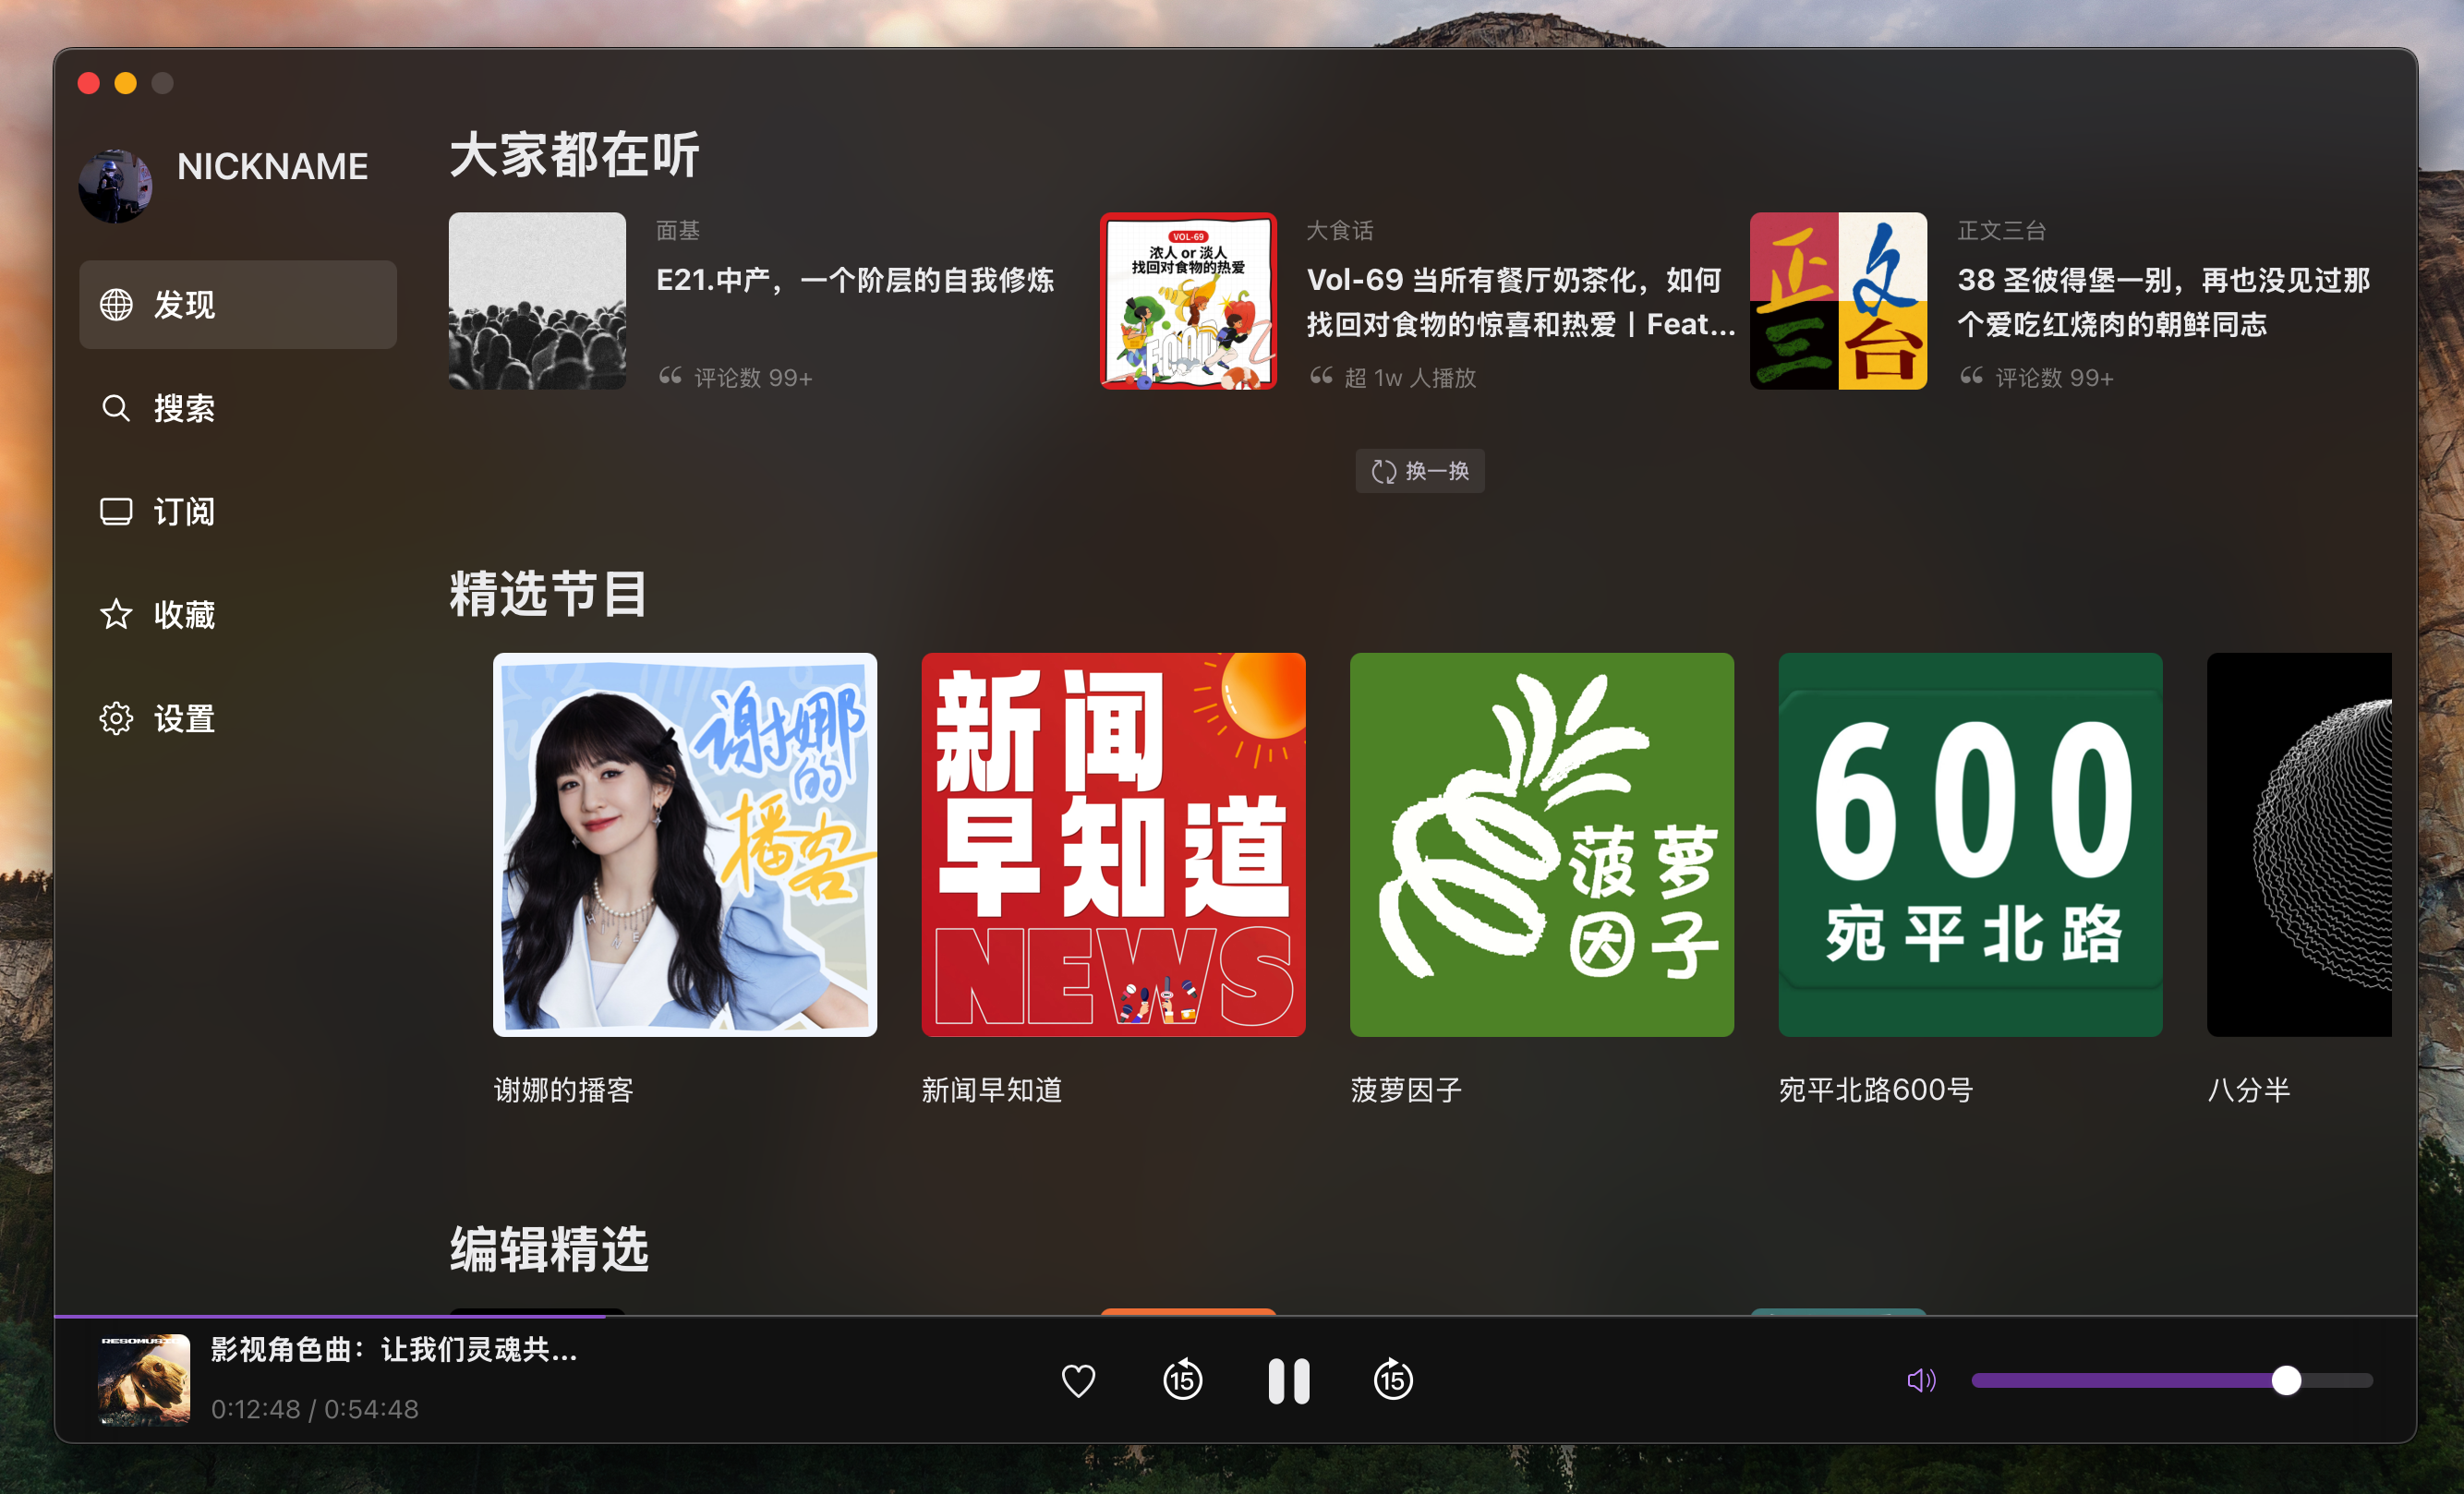 NICKNAME
发现
搜索
订阅
收藏
设置
大家都在听
面基
E21.中产，一个阶层的自我修炼
评论数 99+
VOL-69
浓人 or 淡人
找回对食物的热爱
FOOD
大食话
Vol-69 当所有餐厅奶茶化，如何
找回对食物的惊喜和热爱丨Feat...
超 1w 人播放
正文
三台
正文三台
38 圣彼得堡一别，再也没见过那
个爱吃红烧肉的朝鲜同志
评论数 99+
换一换
精选节目
谢娜
的
播客
谢娜的播客
新闻
早知道
NEWS
新闻早知道
菠萝
因子
菠萝因子
600
宛平北路
宛平北路600号
八分半
编辑精选
影视角色曲：让我们灵魂共...
0:12:48 / 0:54:48
15
15